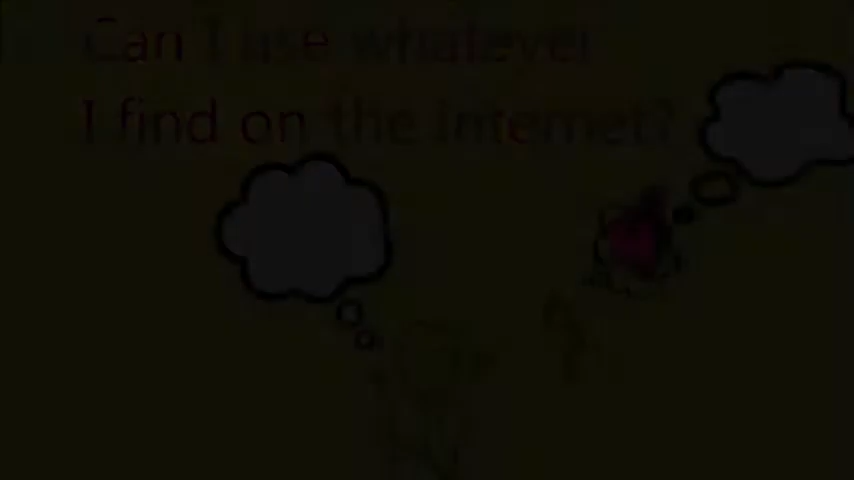 Can I use whatever
I find on the Internet?